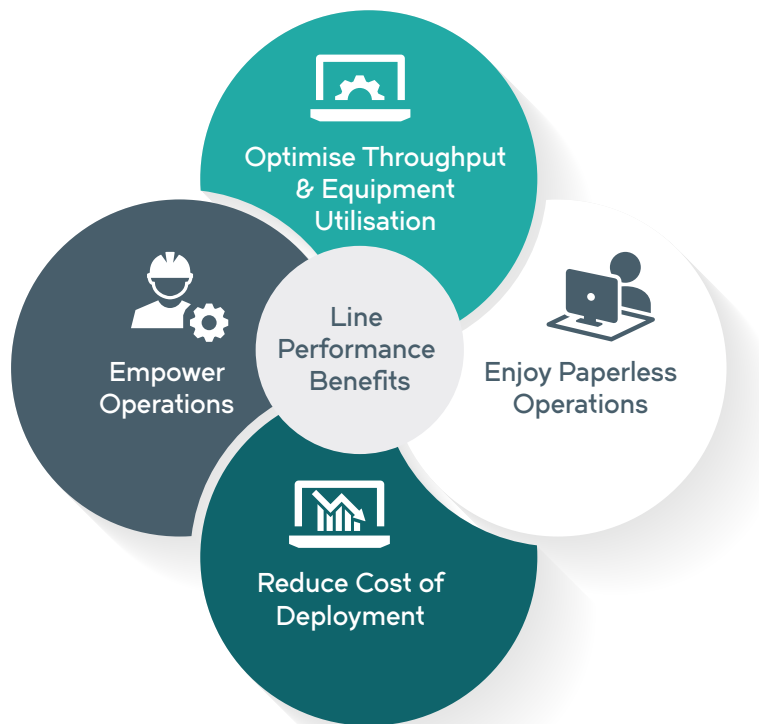 Optimise Throughput
& Equipment
Utilisation
Empower
Operations
Line
Performance
Benefits
Enjoy Paperless
Operations
Reduce Cost of
Deployment